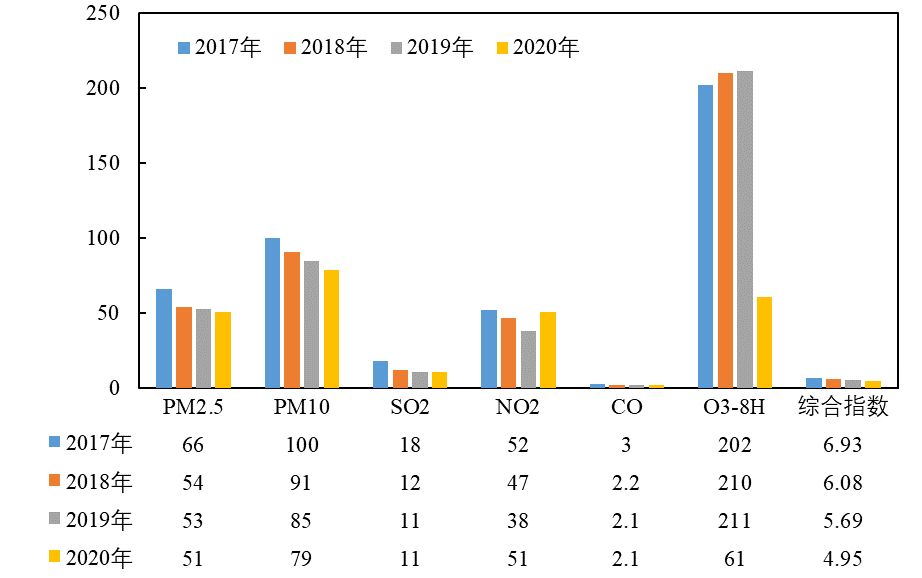 250
2017年 2018年 2019年 2020年
200
150
100
50
0
PM2.5 PM10 SO2 NO2 CO O3-8H 综合指数
2017年 66 100 18 52 3 202 6.93
2018年 54 91 12 47 2.2 210 6.08
2019年 53 85 11 38 2.1 211 5.69
2020年 51 79 11 51 2.1 61 4.95